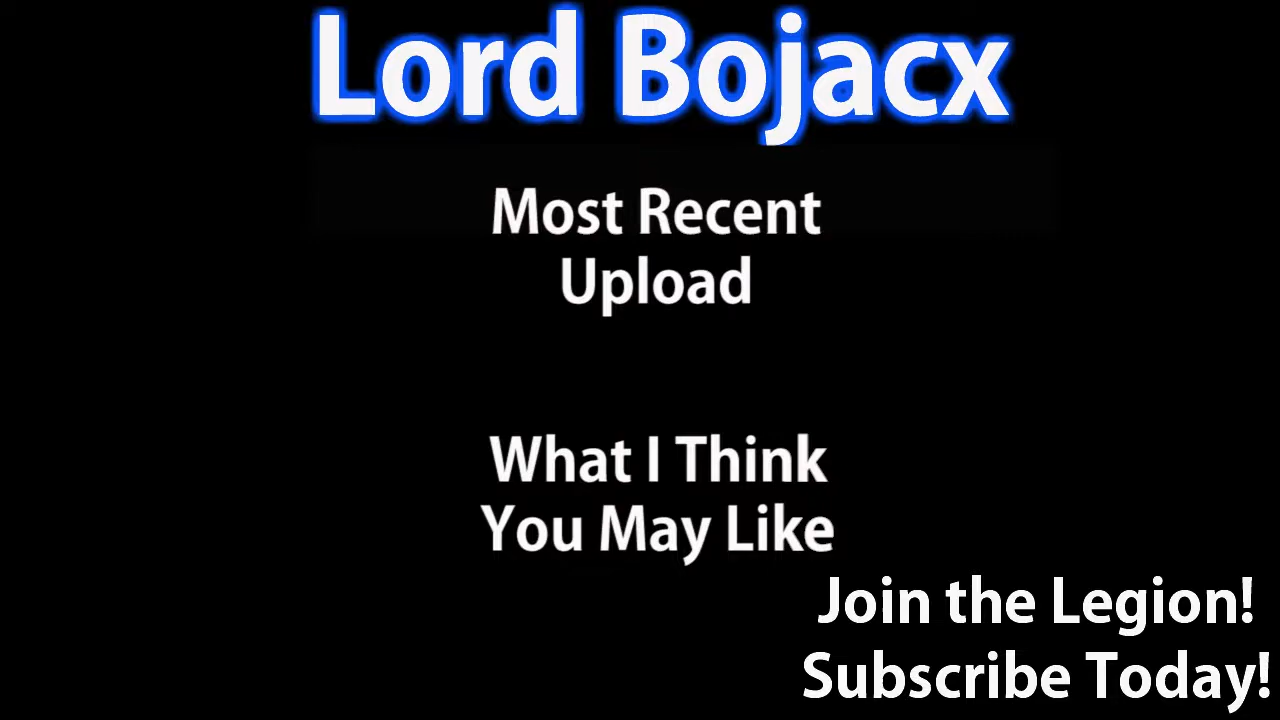 Lord Bojacx
Most Recent
Upload
What I Think
You May Like
Join the Legion!
Subscribe Today!